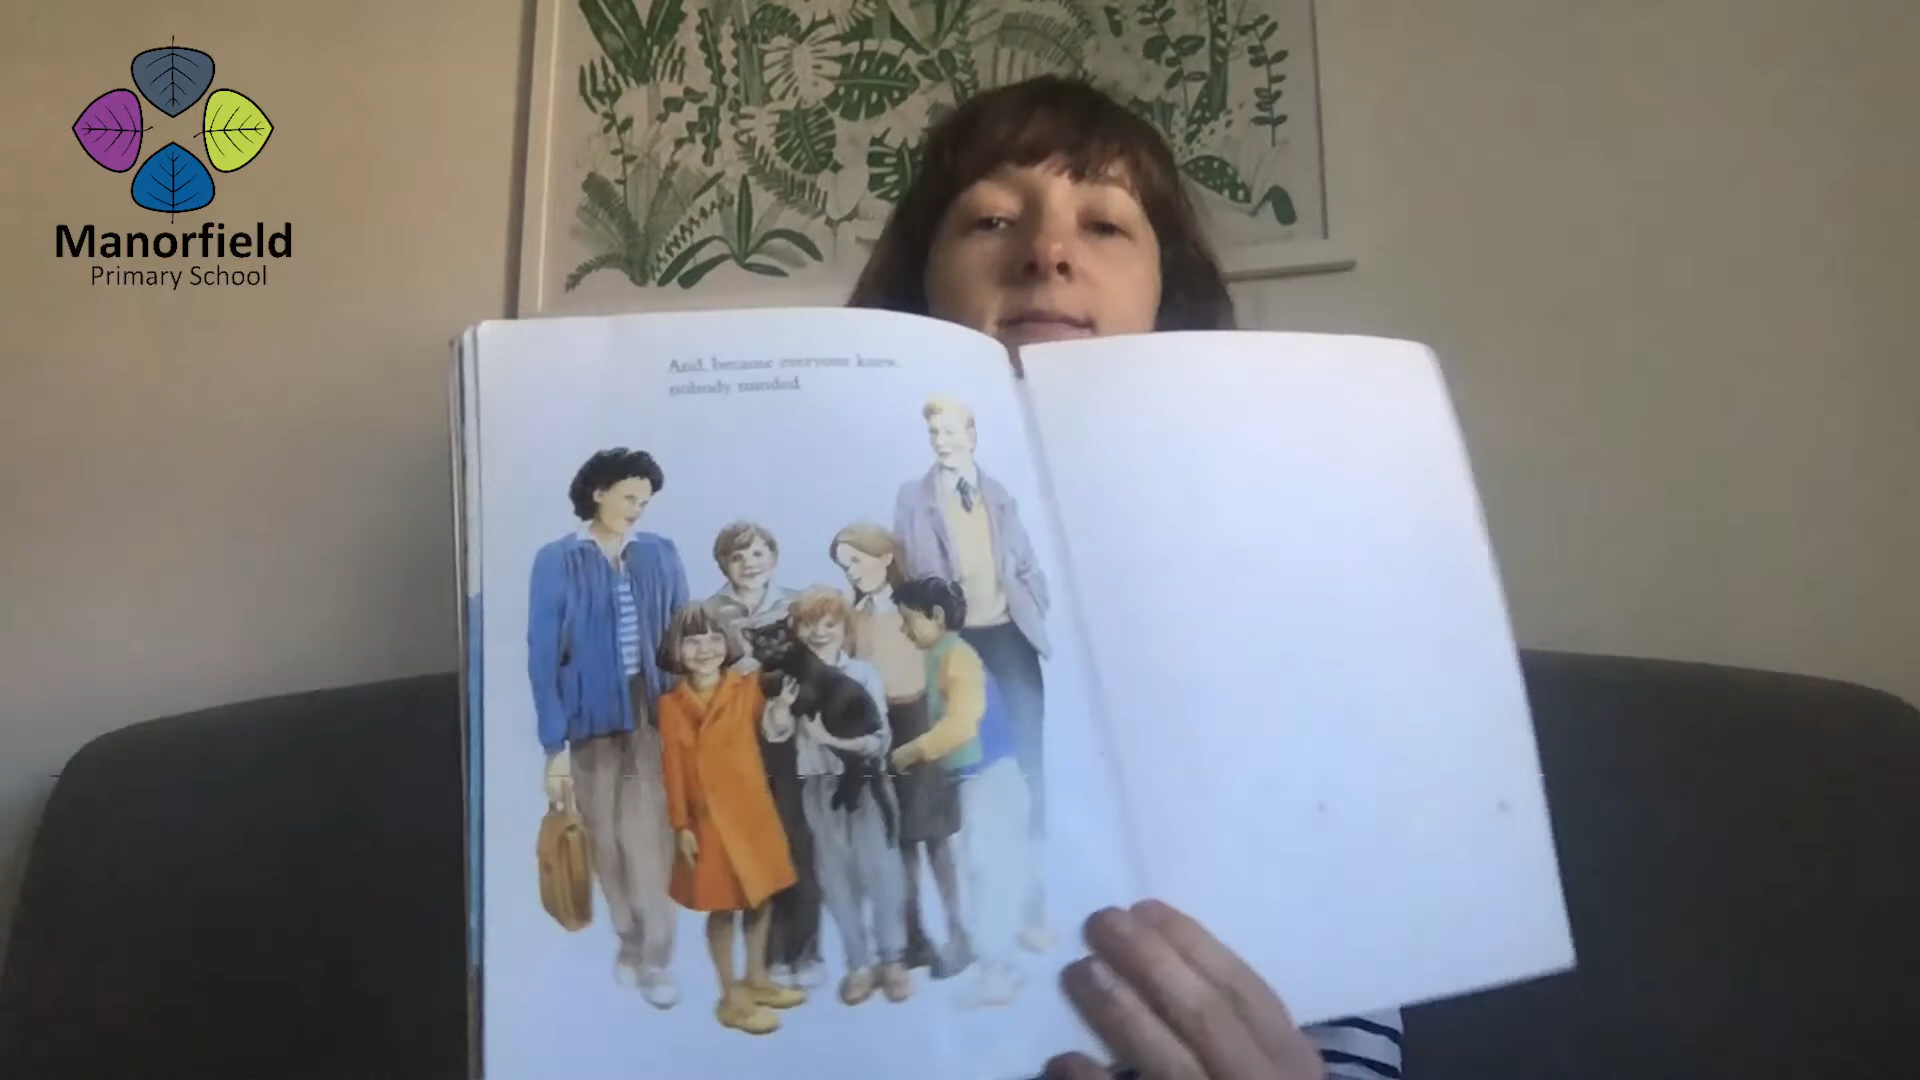 Manorfield
Primary School
And, because everyone knew,
nobody minded.